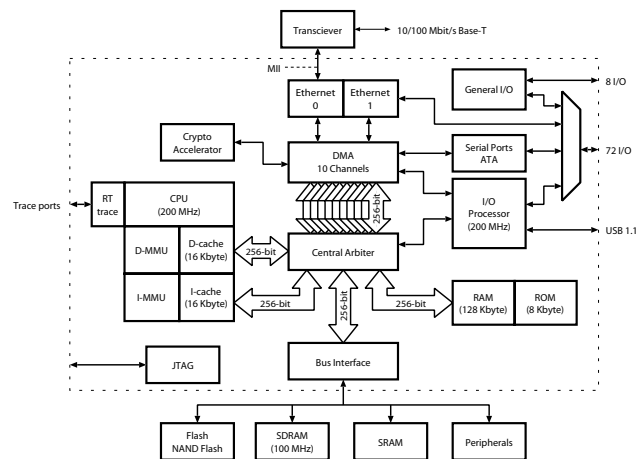 Transciever
10/100 Mbit/s Base-T
MII
Ethernet
0
Ethernet
1
General I/O
8 I/O
Crypto
Accelerator
DMA
10 Channels
Serial Ports
ATA
72 I/O
Trace ports
RT
trace
CPU
(200 MHz)
256-bit
I/O
Processor
(200 MHz)
USB 1.1
D-MMU
D-cache
(16 Kbyte)
256-bit
Central Arbiter
I-MMU
I-cache
(16 Kbyte)
256-bit
256-bit
256-bit
RAM
(128 Kbyte)
ROM
(8 Kbyte)
JTAG
Bus Interface
Flash
NAND Flash
SDRAM
(100 MHz)
SRAM
Peripherals